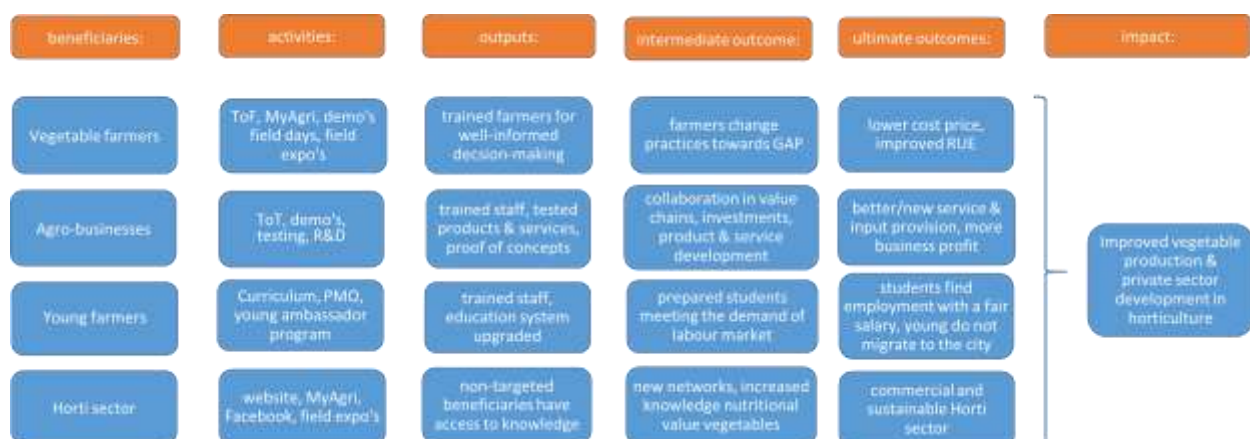 beneficiaries:
activities:
outputs:
intermediate outcome:
ultimate outcomes:
impact:
Vegetable farmers
ToT, MyAgri, demo's
field days, field
expo's
trained farmers for
well-informed
decsion-making
farmers change
practices towards GAP
lower cost price,
improved RUE
Agro-businesses
ToT, demo's,
testing, R&D
trained staff, tested
products & services,
proof of concepts
collaboration in value
chains, investments,
product & service
development
better/new service &
input provision, more
business profit
Young farmers
Curriculum, PMO,
young ambassador
program
trained staff,
education system
upgraded
prepared students
meeting the demand of
labour market
students find
employment with a fair
salary, young do not
migrate to the city
Horti sector
website, MyAgri,
Facebook, field expo's
non-targeted
beneficiaries have
access to knowledge
new networks, increased
knowledge nutritional
value vegetables
commercial and
sustainable Horti
sector
Improved vegetable
production &
private sector
development in
horticulture